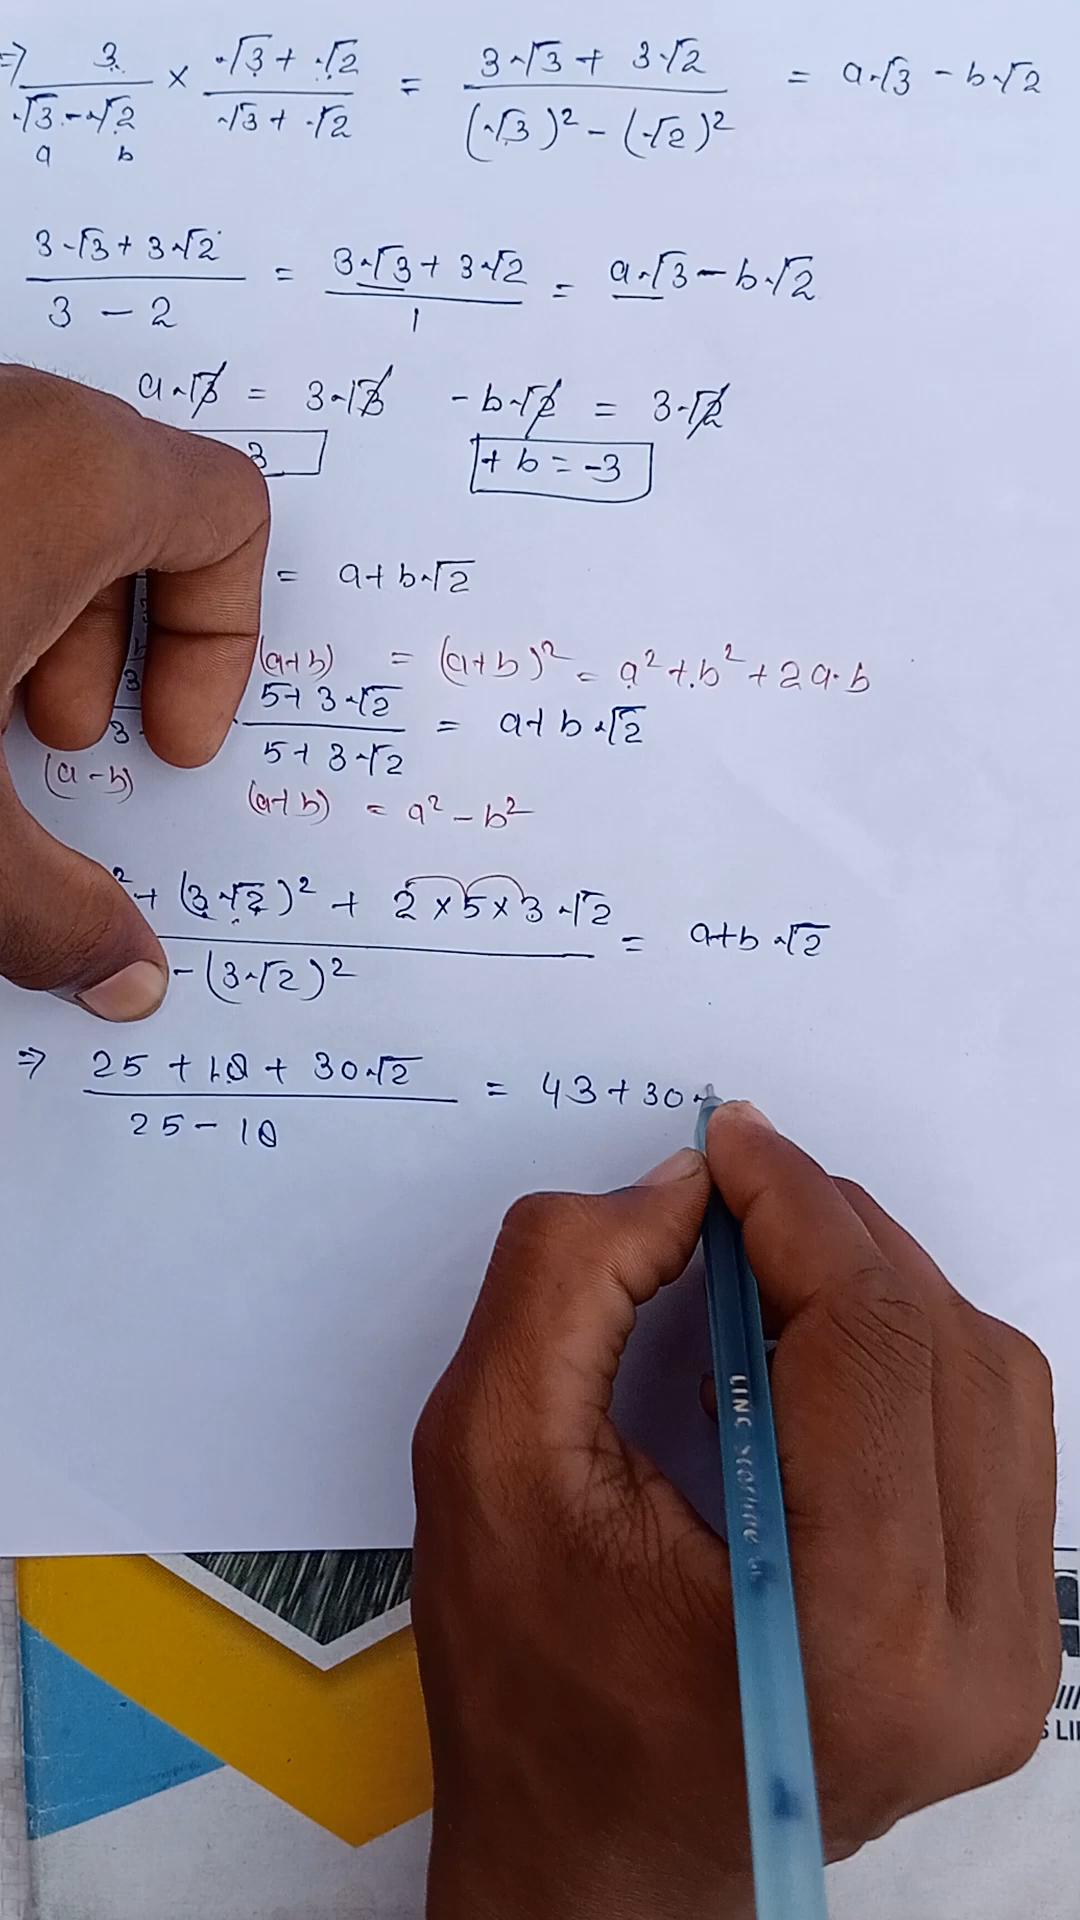 ⇒ 3/(√3-√2) × (√3+√2)/(√3+√2) = (3√3+3√2)/((√3)²-(√2)²) = a√3-b√2
a b
(3√3+3√2)/(3-2) = (3√3+3√2)/1 = a√3-b√2
a√3 = 3√3 -b√2 = 3√2
3 + b = -3
= a+b√2
(a+b) = (a+b)² = a²+b²+2a·b
(5+3√2)/(5+3√2) = a+b√2
(a-b) (a+b) = a²-b²
²+(3√2)²+2×5×3√2 = a+b√2
-(3√2)²
⇒ (25+18+30√2)/(25-18) = 43+30
LINC